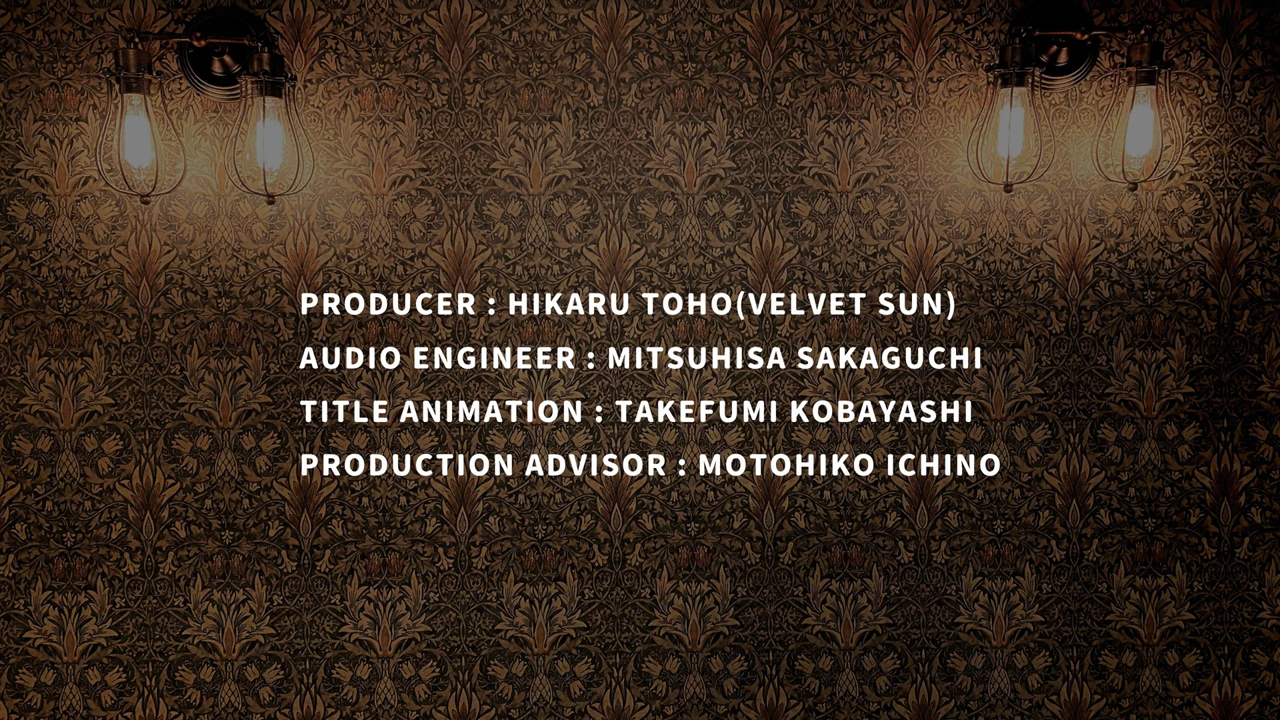 PRODUCER : HIKARU TOHO(VELVET SUN)
AUDIO ENGINEER : MITSUHISA SAKAGUCHI
TITLE ANIMATION : TAKEFUMI KOBAYASHI
PRODUCTION ADVISOR : MOTOHIKO ICHINO